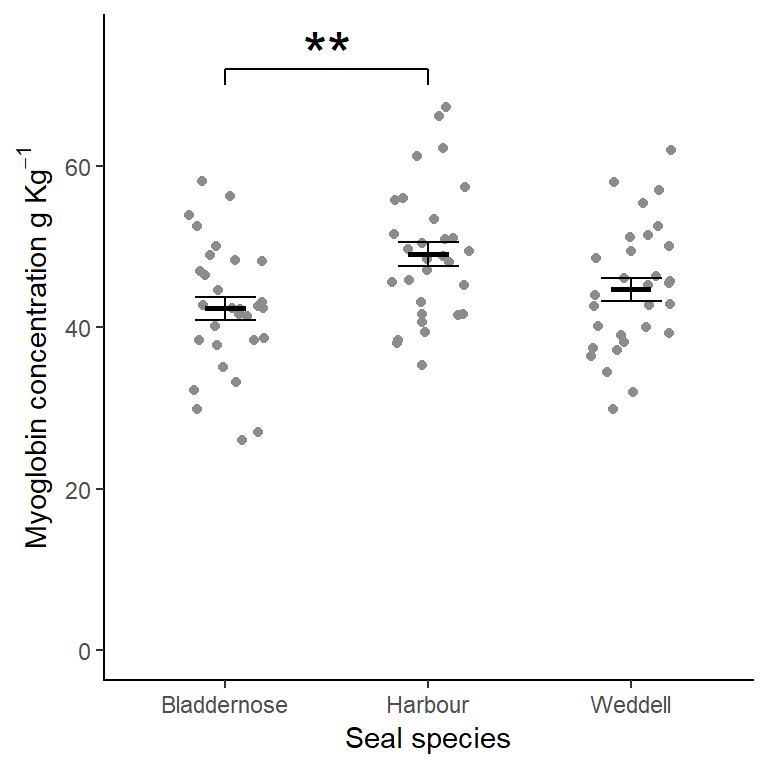 **
Myoglobin concentration g Kg⁻¹
60
40
20
0
Bladdernose Harbour Weddell
Seal species